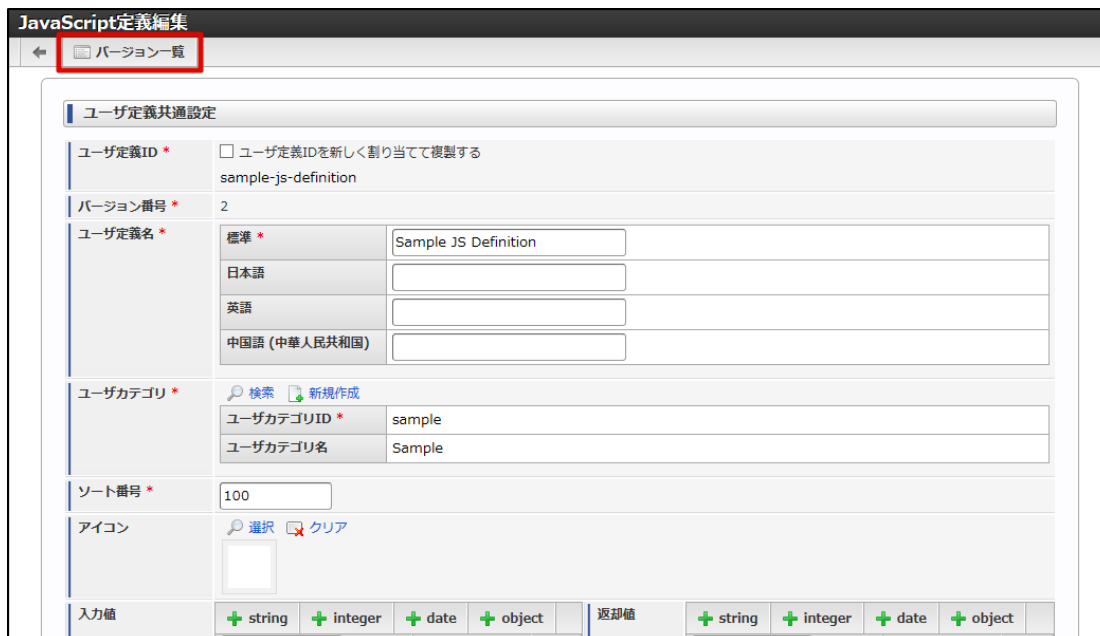 JavaScript定義編集
バージョン一覧
ユーザ定義共通設定
ユーザ定義ID *
ユーザ定義IDを新しく割り当てて複製する
sample-js-definition
バージョン番号 *
2
ユーザ定義名 *
標準 *
Sample JS Definition
日本語
英語
中国語 (中華人民共和国)
ユーザカテゴリ *
検索 新規作成
ユーザカテゴリID *
sample
ユーザカテゴリ名
Sample
ソート番号 *
100
アイコン
選択 クリア
入力値
string integer date object
返却値
string integer date object